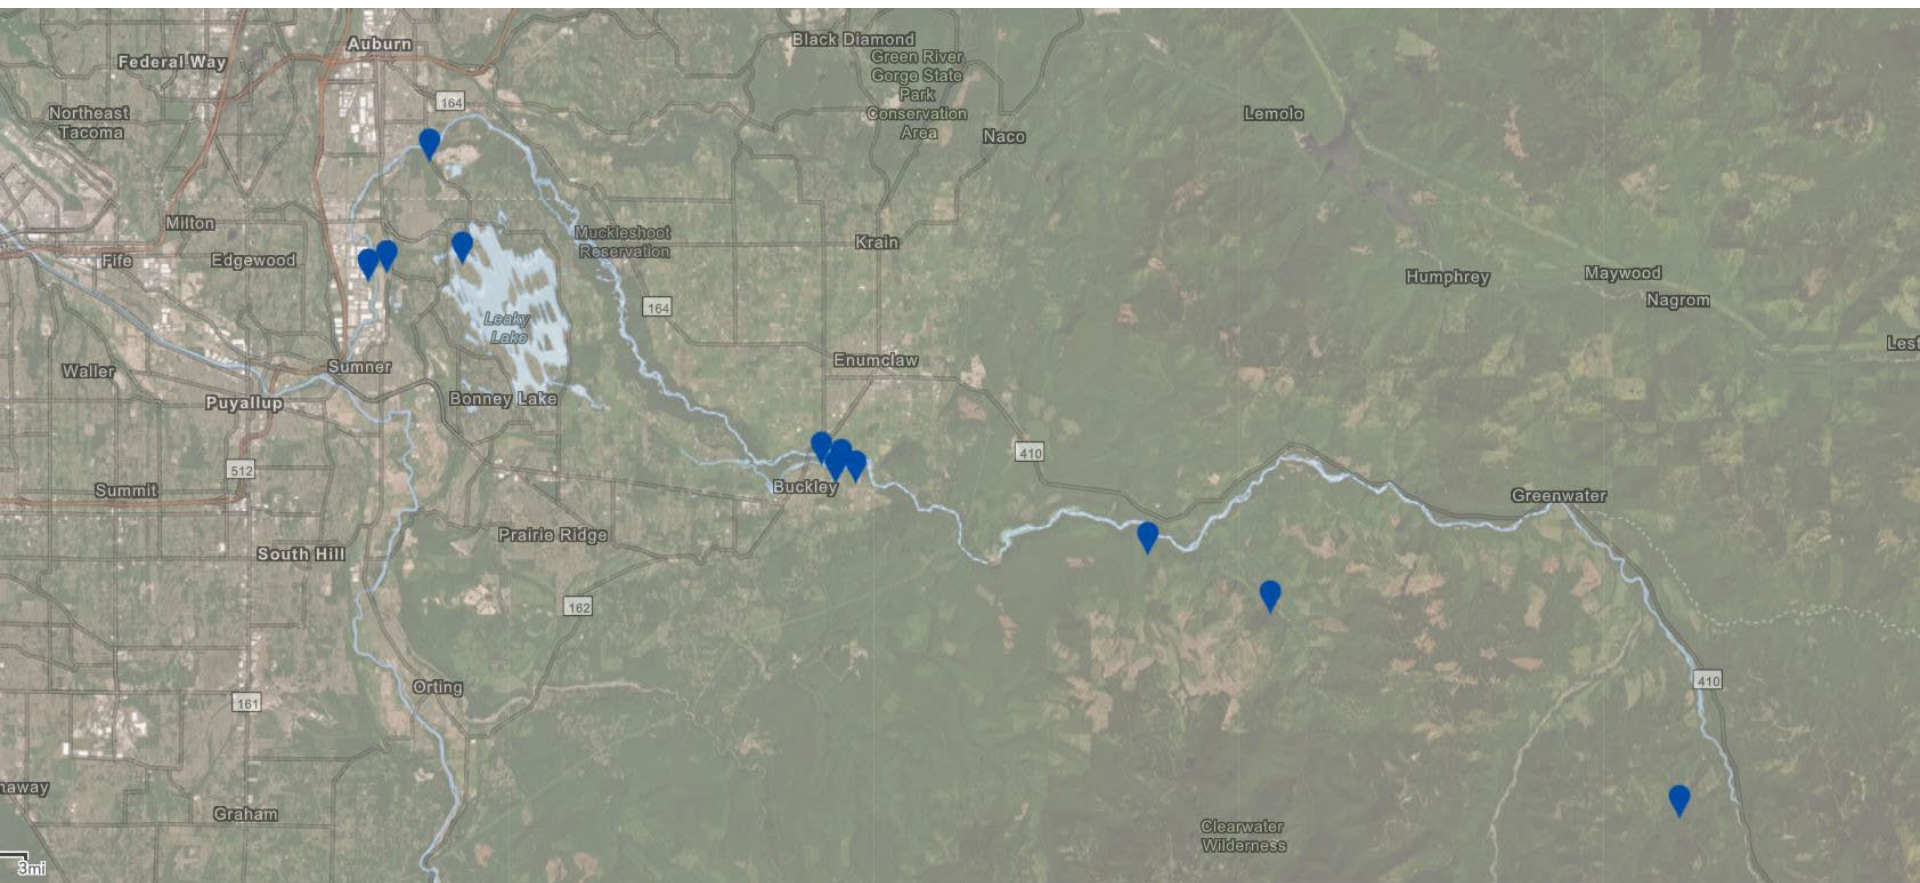 Auburn
Black Diamond
Federal Way
Green River
Gorge State
Park
Conservation
Area
164
Northeast
Tacoma
Lemolo
Naco
Milton
Muckleshoot
Reservation
Krain
Fife
Edgewood
Humphrey
Maywood
Nagrom
164
Leaky
Lake
Lest
Waller
Sumner
Enumclaw
Puyallup
Bonney Lake
410
512
Summit
Buckley
Greenwater
Prairie Ridge
South Hill
162
Orting
410
161
naway
Graham
Clearwater
Wilderness
3mi